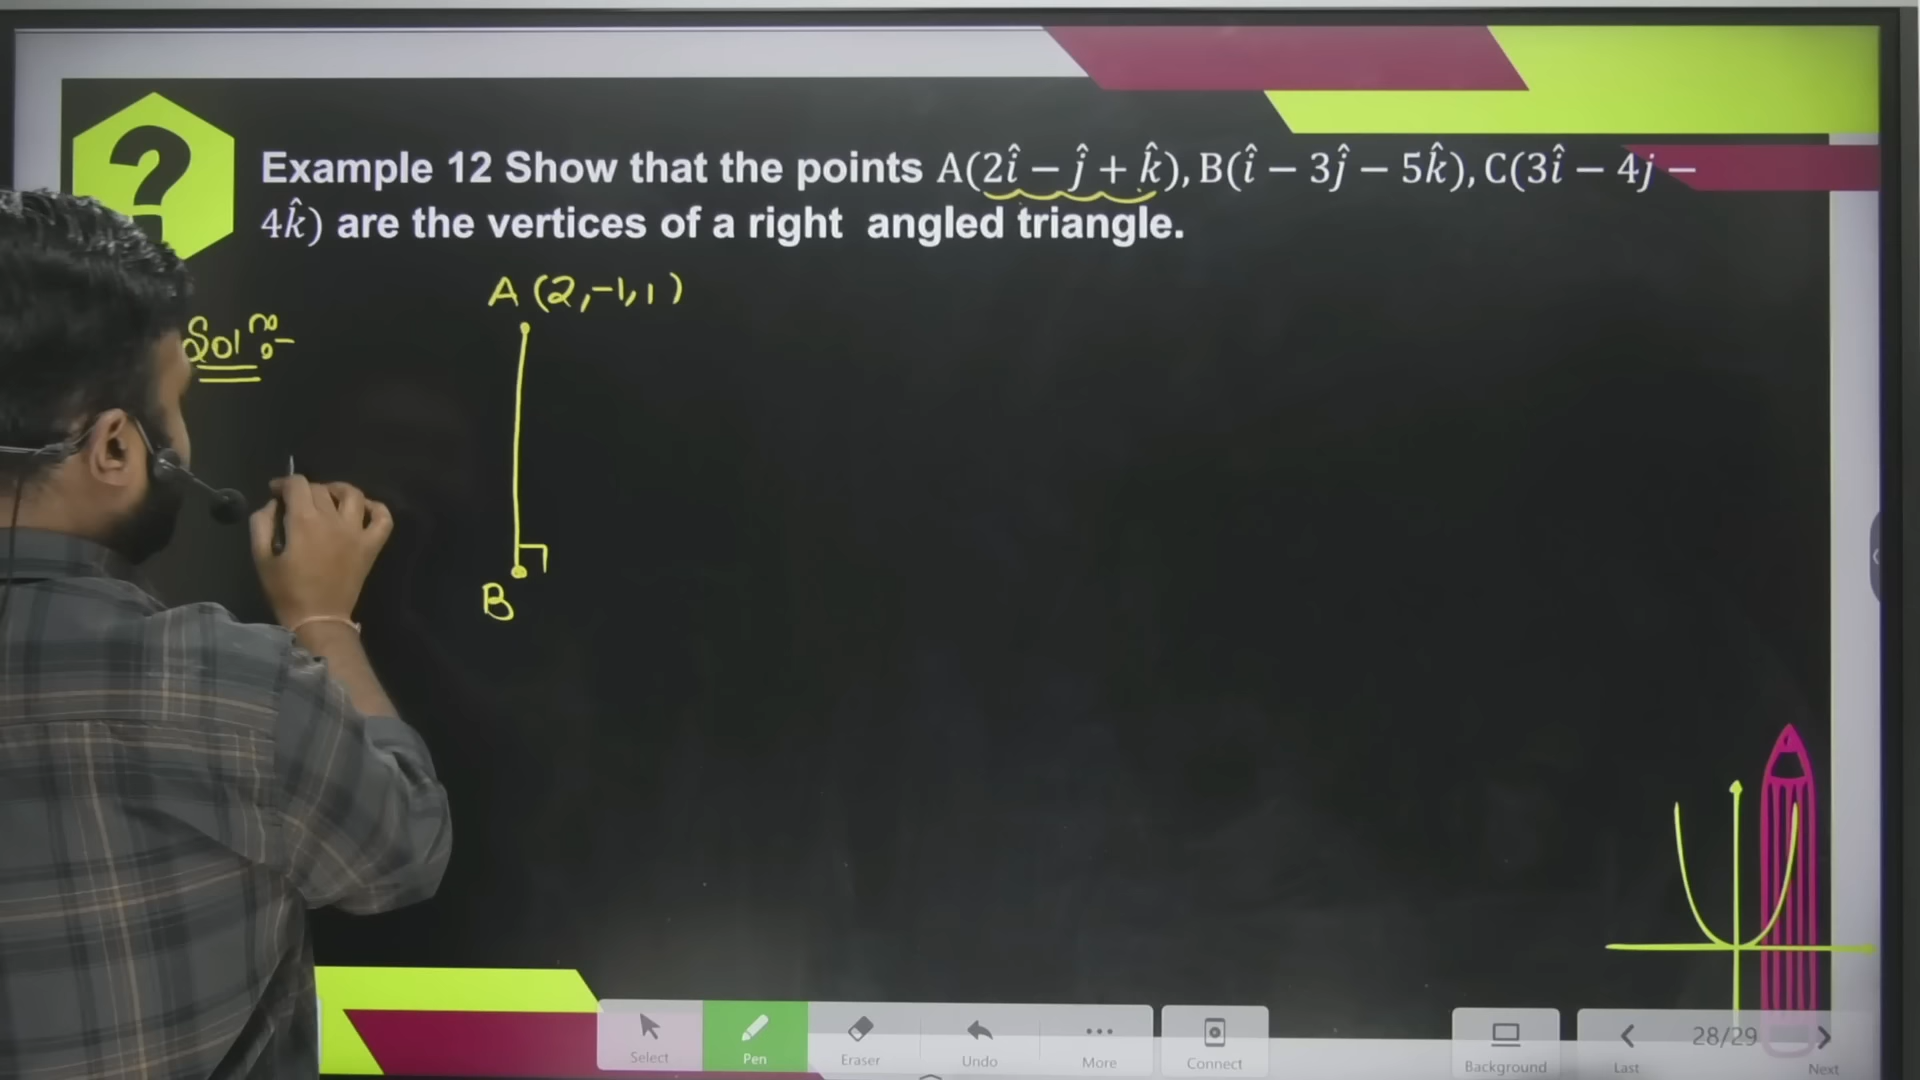 ?
Example 12 Show that the points A(2î − ĵ + k̂), B(î − 3ĵ − 5k̂), C(3î − 4j −
4k̂) are the vertices of a right angled triangle.
A (2,-1,1)
Solⁿ:-
B
Select
Pen
Eraser
Undo
More
Connect
Background
Last
28/29
Next